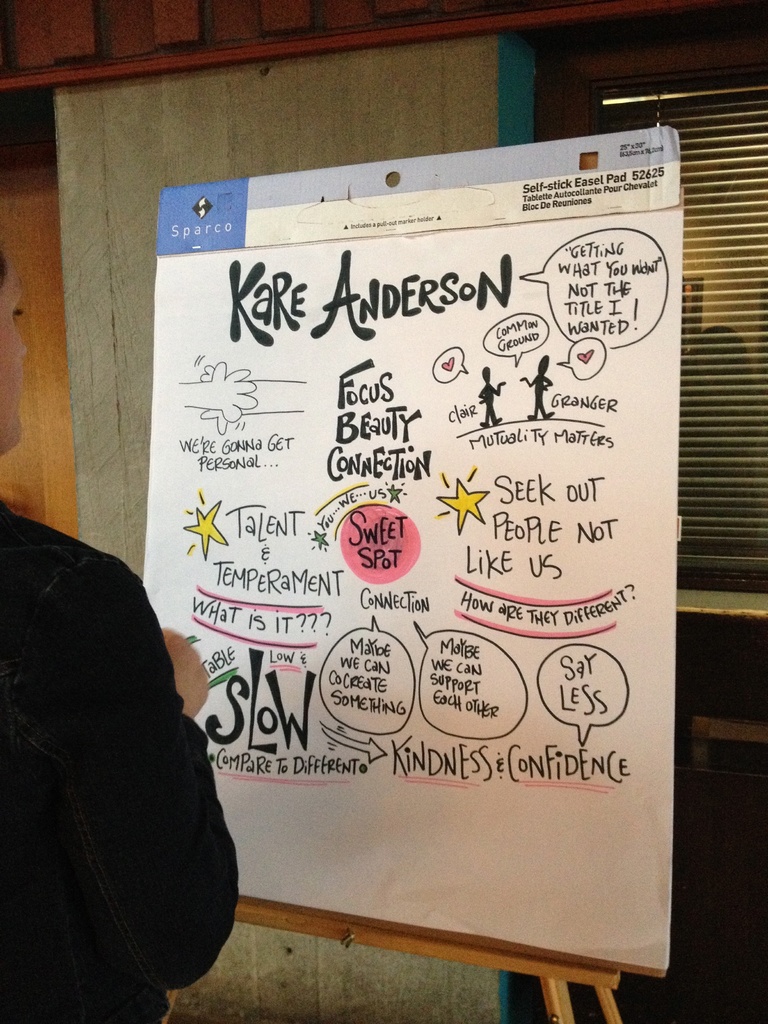 Sparco
▲ Includes a pull-out marker holder ▲
25" x 30"
Self-stick Easel Pad 52625
Tablette Autocollante Pour Chevalet
Bloc De Reuniones
KARE ANDERSON
"GETTING
WHAT YOU WANT"
NOT THE
TITLE I
WANTED!
WE'RE GONNA GET
PERSONAL...
FOCUS
BEAUTY
CONNECTION
COMMON
GROUND
Clair
GRANGER
MUTUALITY MATTERS
TALENT
&
TEMPERAMENT
WHAT IS IT???
YOU...WE...US
SWEET
SPOT
SEEK OUT
PEOPLE NOT
LIKE US
HOW ARE THEY DIFFERENT?
CONNECTION
MAYBE
WE CAN
COCREATE
SOMETHING
MAYBE
WE CAN
SUPPORT
EACH OTHER
SAY
LESS
LOW &
SLOW
COMPARE TO DIFFERENT
KINDNESS & CONFIDENCE